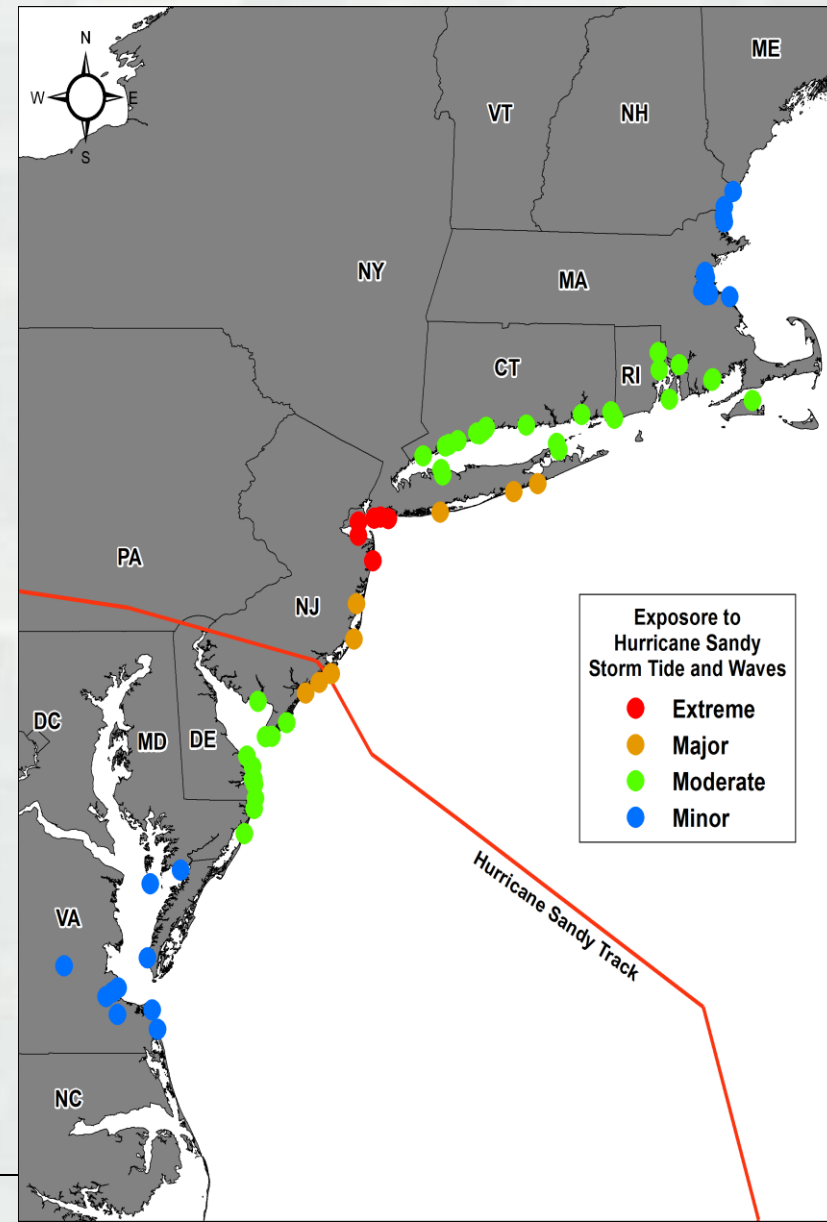 N
W
E
S
ME
VT
NH
NY
MA
CT
RI
PA
NJ
Exposore to
Hurricane Sandy
Storm Tide and Waves
Extreme
Major
Moderate
Minor
DC
MD
DE
Hurricane Sandy Track
VA
NC